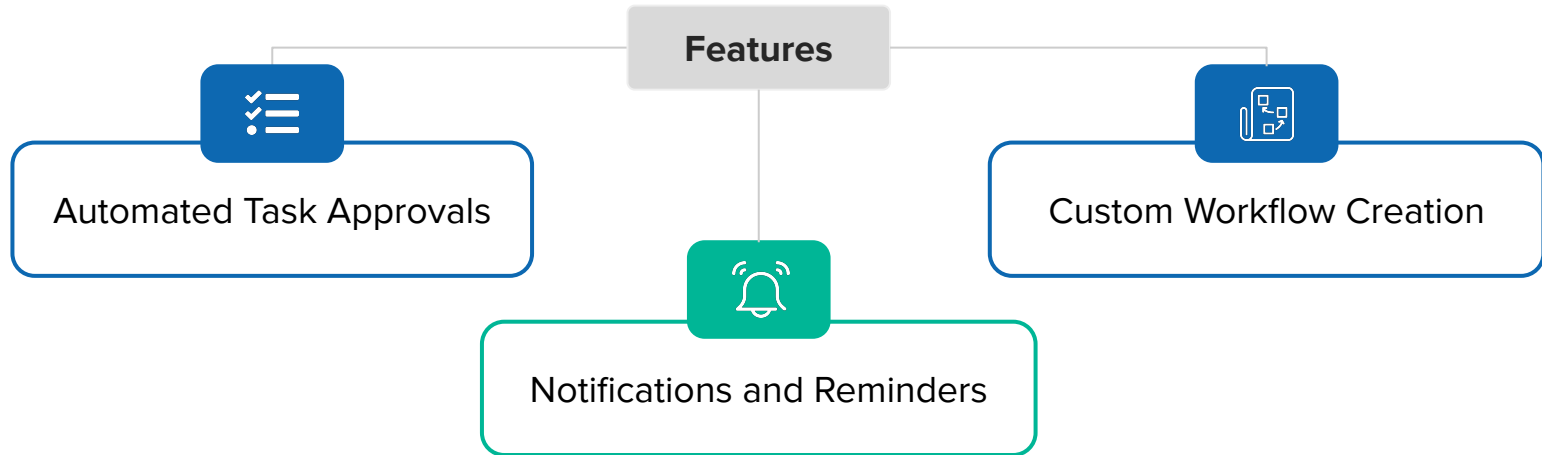 Features
Automated Task Approvals
Custom Workflow Creation
Notifications and Reminders